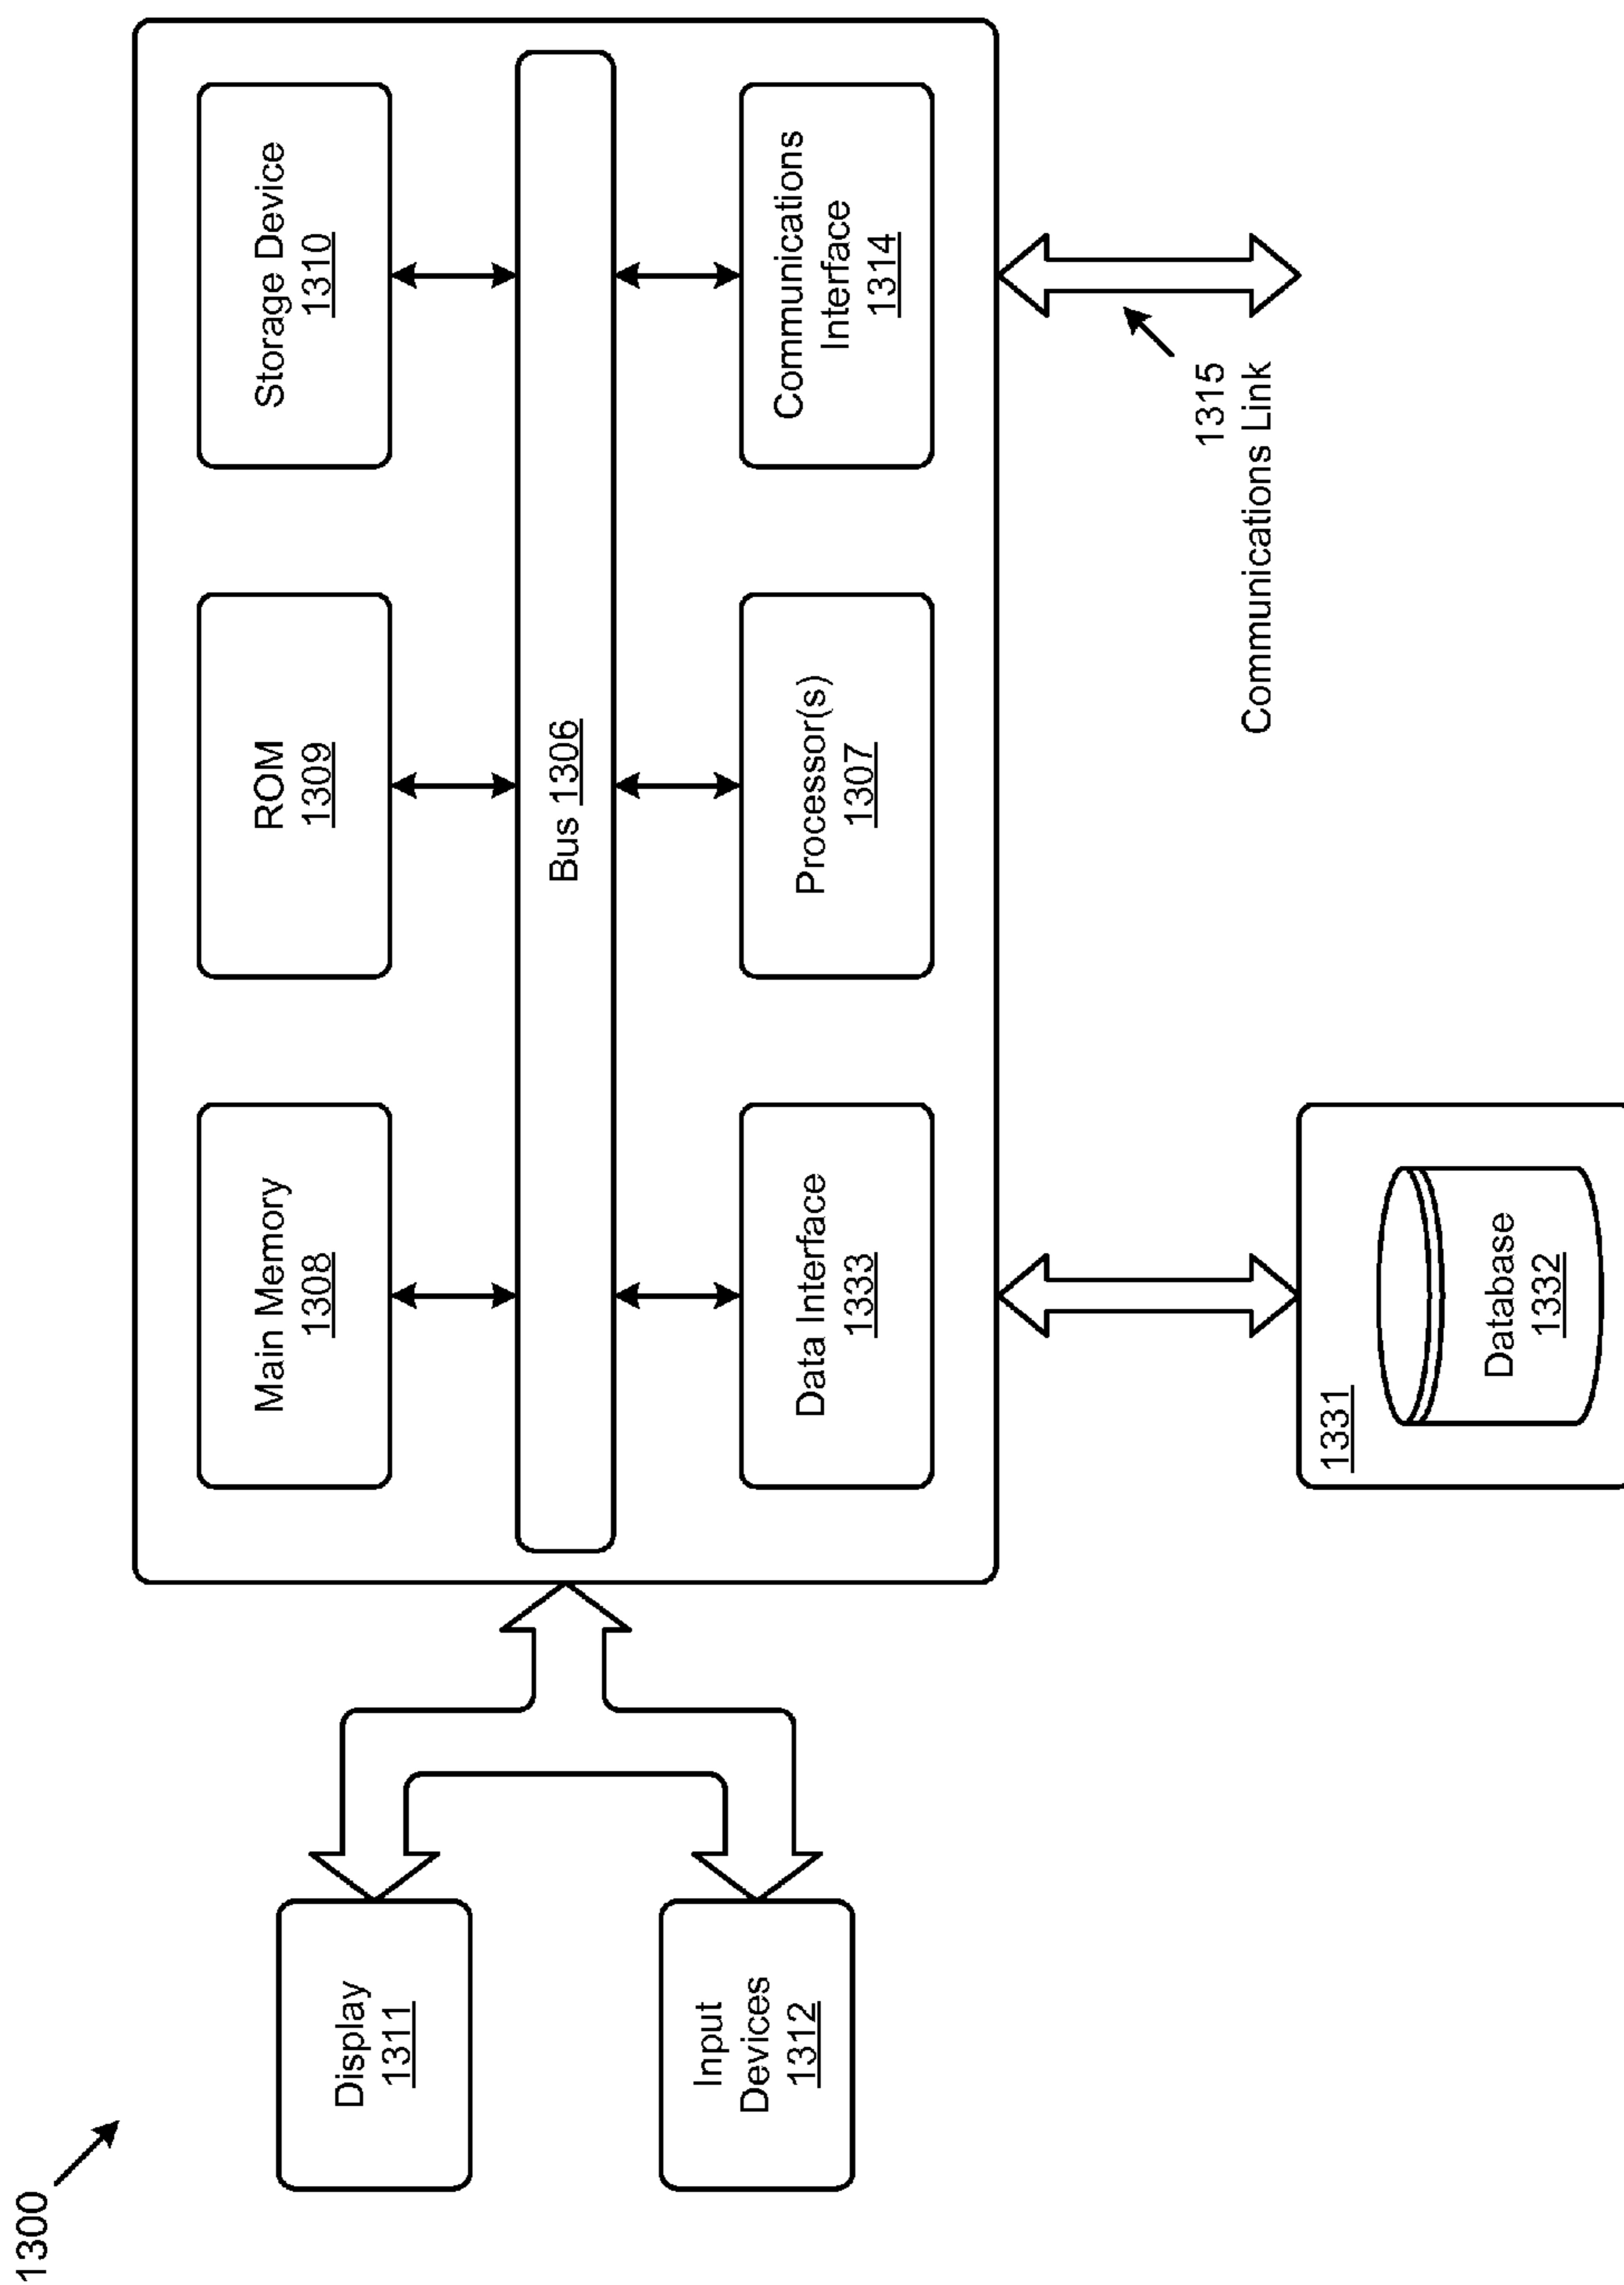 1300
Display
1311
Input
Devices
1312
Main Memory
1308
ROM
1309
Storage Device
1310
Bus 1306
Data Interface
1333
Processor(s)
1307
Communications
Interface
1314
1315
Communications Link
1331
Database
1332